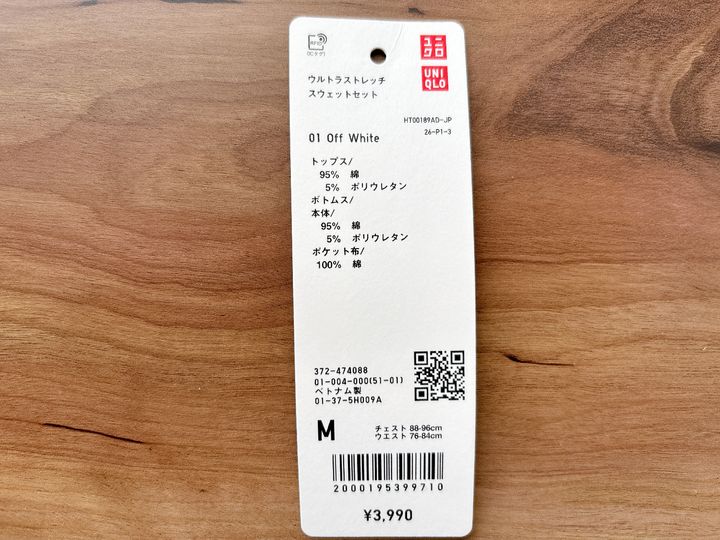 RFID
(ICタグ)
ユニ
クロ
UNI
QLO
ウルトラストレッチ
スウェットセット
HT00189AD-JP
26-P1-3
01 Off White
トップス/
95% 綿
5% ポリウレタン
ボトムス/
本体/
95% 綿
5% ポリウレタン
ポケット布/
100% 綿
372-474088
01-004-000(51-01)
ベトナム製
01-37-5H009A
M
チェスト 88-96cm
ウエスト 76-84cm
2000195399710
¥3,990